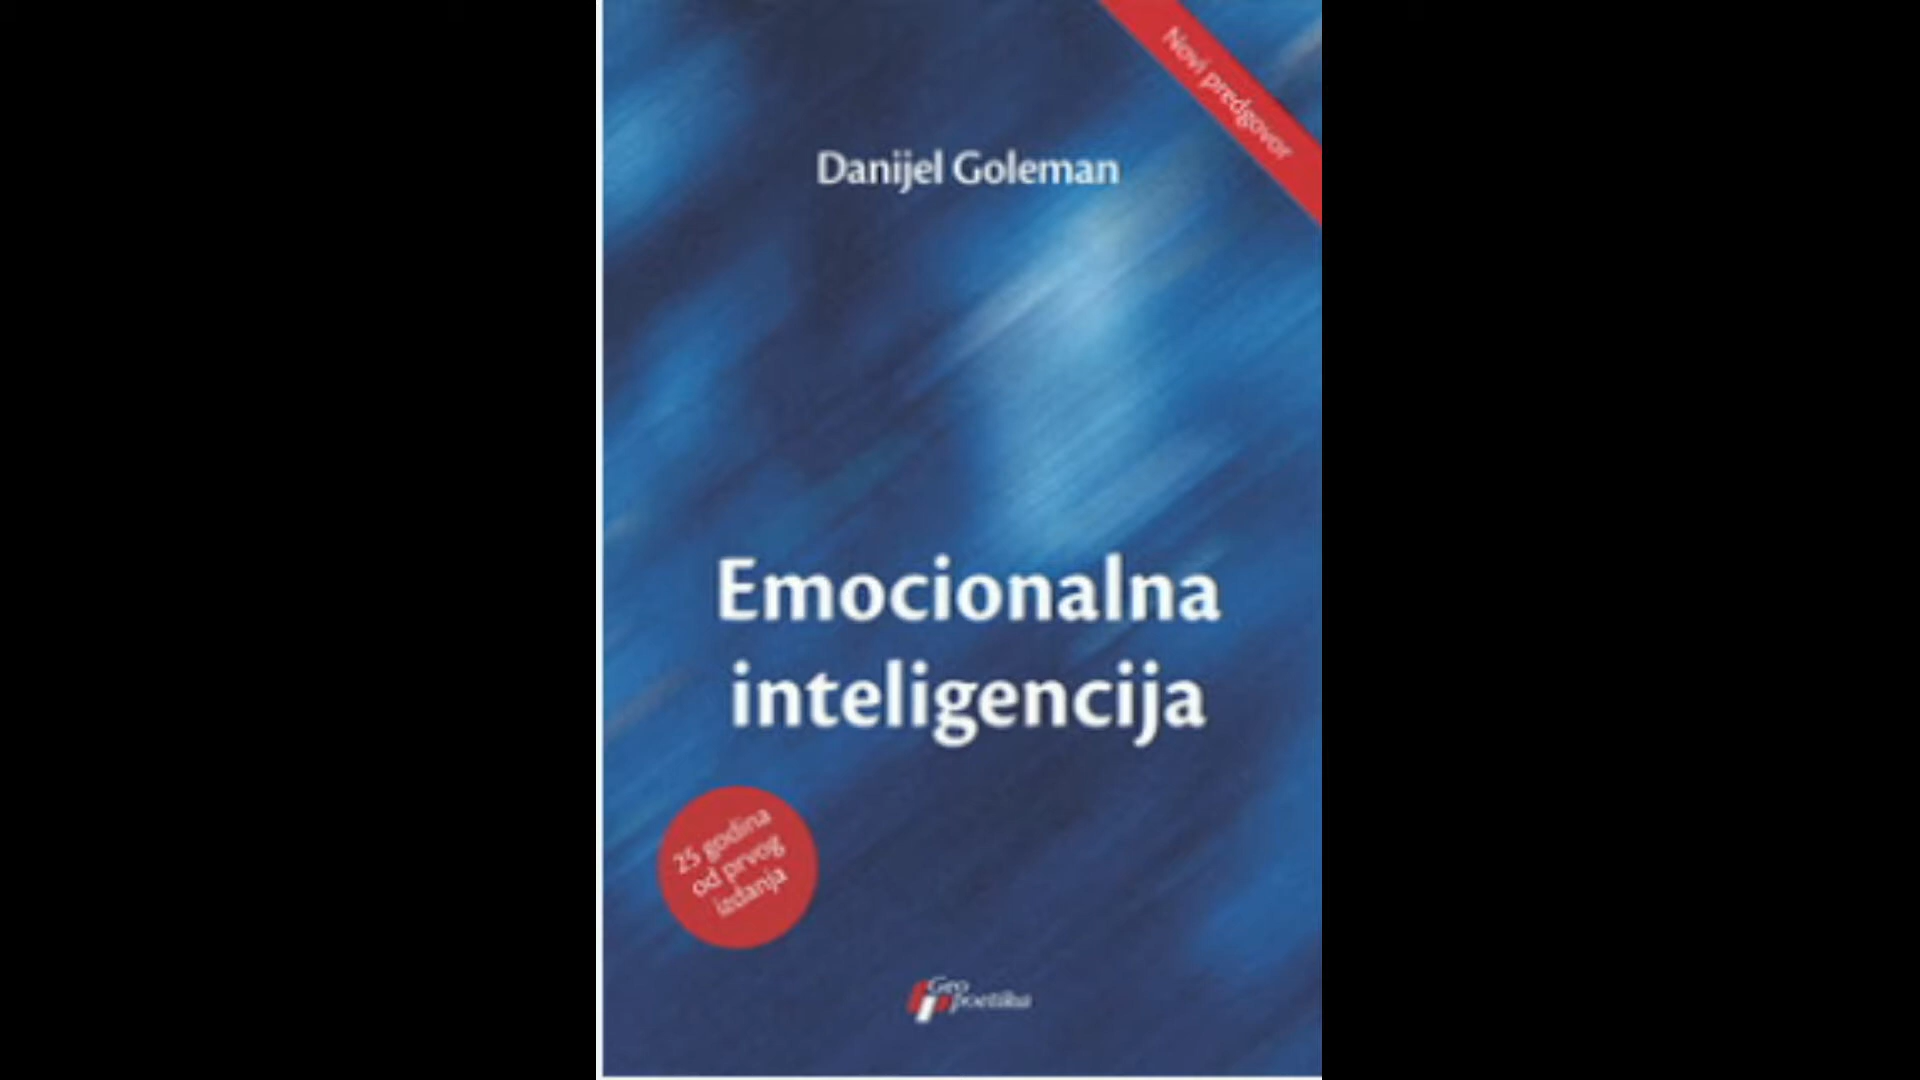 Novi predgovor
Danijel Goleman
Emocionalna
inteligencija
25 godina
od prvog
izdanja
Geo
poetika